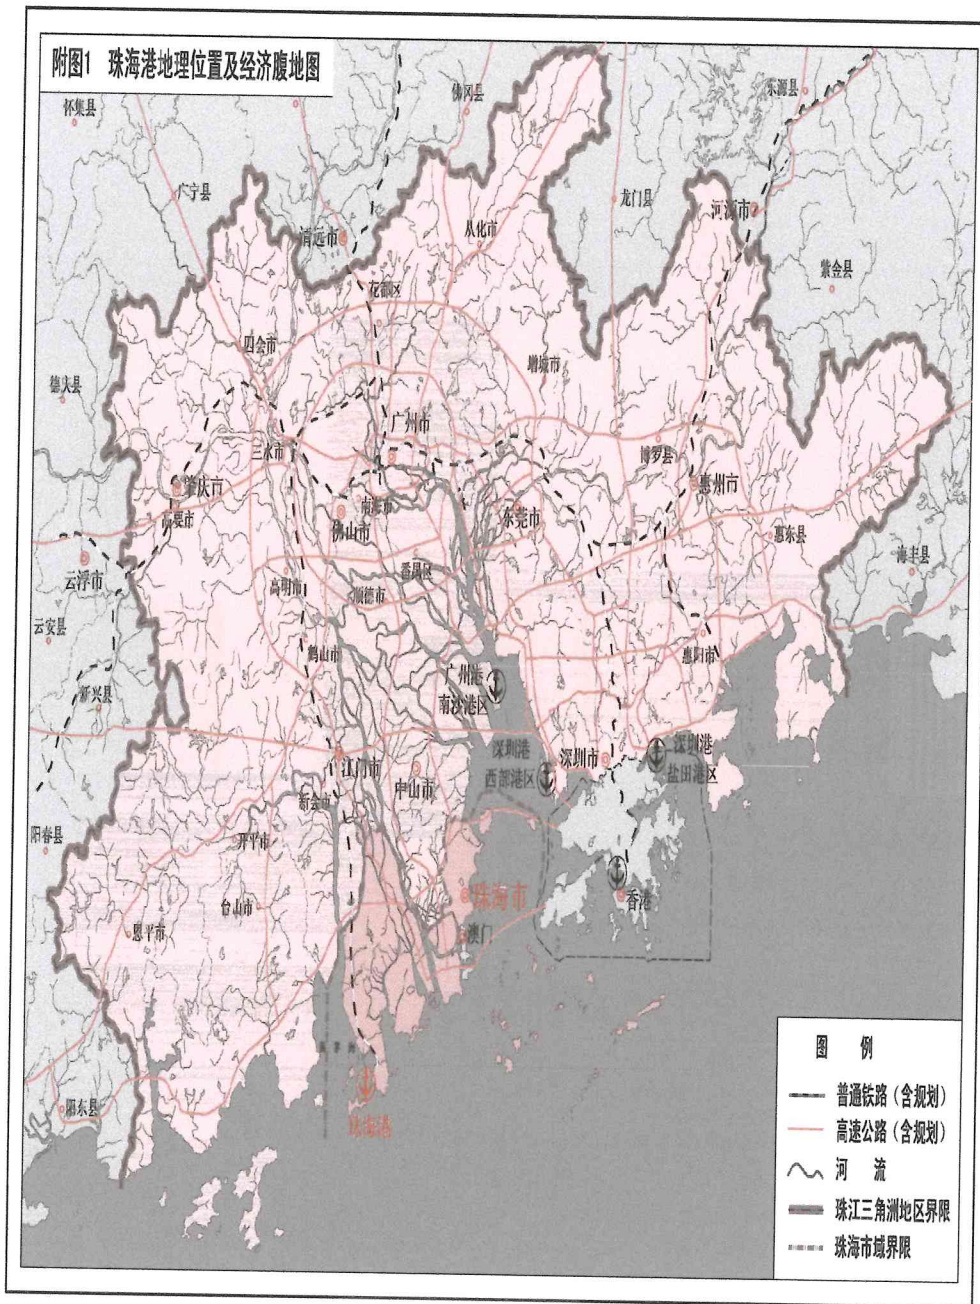 附图1 珠海港地理位置及经济腹地图
怀集县
佛冈县
东源县
广宁县
龙门县
河源市
清远市
从化市
紫金县
花都区
四会市
增城市
德庆县
广州市
三水市
博罗县
肇庆市
惠州市
高要市
南海市
佛山市
东莞市
惠东县
海丰县
云浮市
番禺区
高明市
顺德市
云安县
鹤山市
惠阳市
新兴县
广州港
南沙港区
深圳港
西部港区
深圳市
深圳港
盐田港区
江门市
中山市
新会市
阳春县
开平市
珠海市
香港
台山市
恩平市
澳门
珠海港
阳东县
图 例
普通铁路（含规划）
高速公路（含规划）
河 流
珠江三角洲地区界限
珠海市域界限